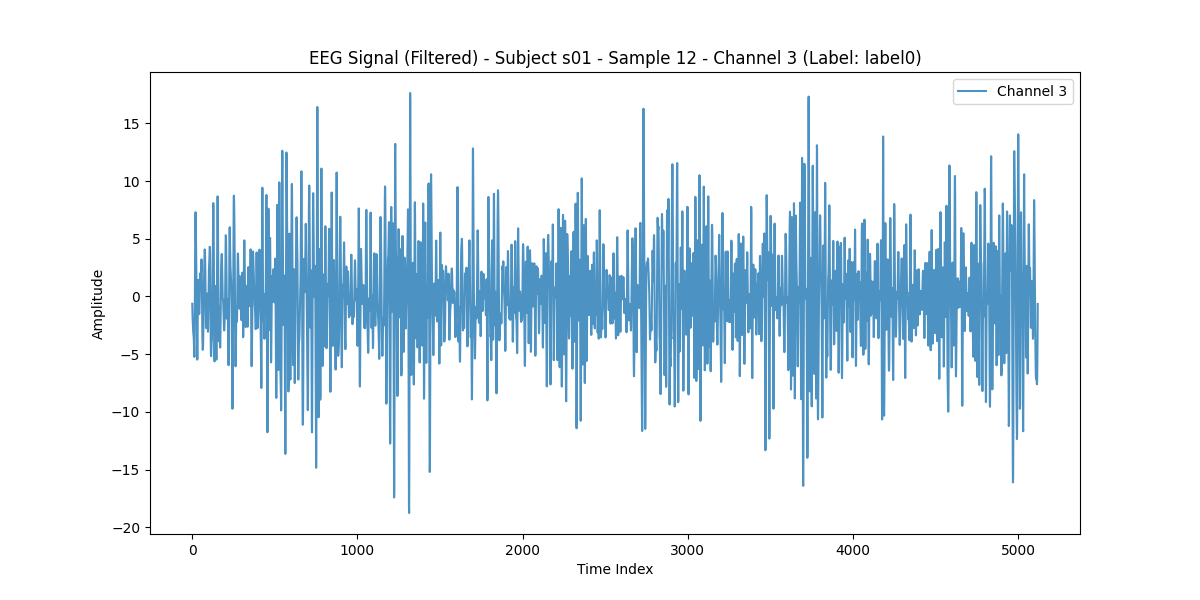 EEG Signal (Filtered) - Subject s01 - Sample 12 - Channel 3 (Label: label0)
Channel 3
15
10
5
0
−5
−10
−15
−20
Amplitude
0 1000 2000 3000 4000 5000
Time Index